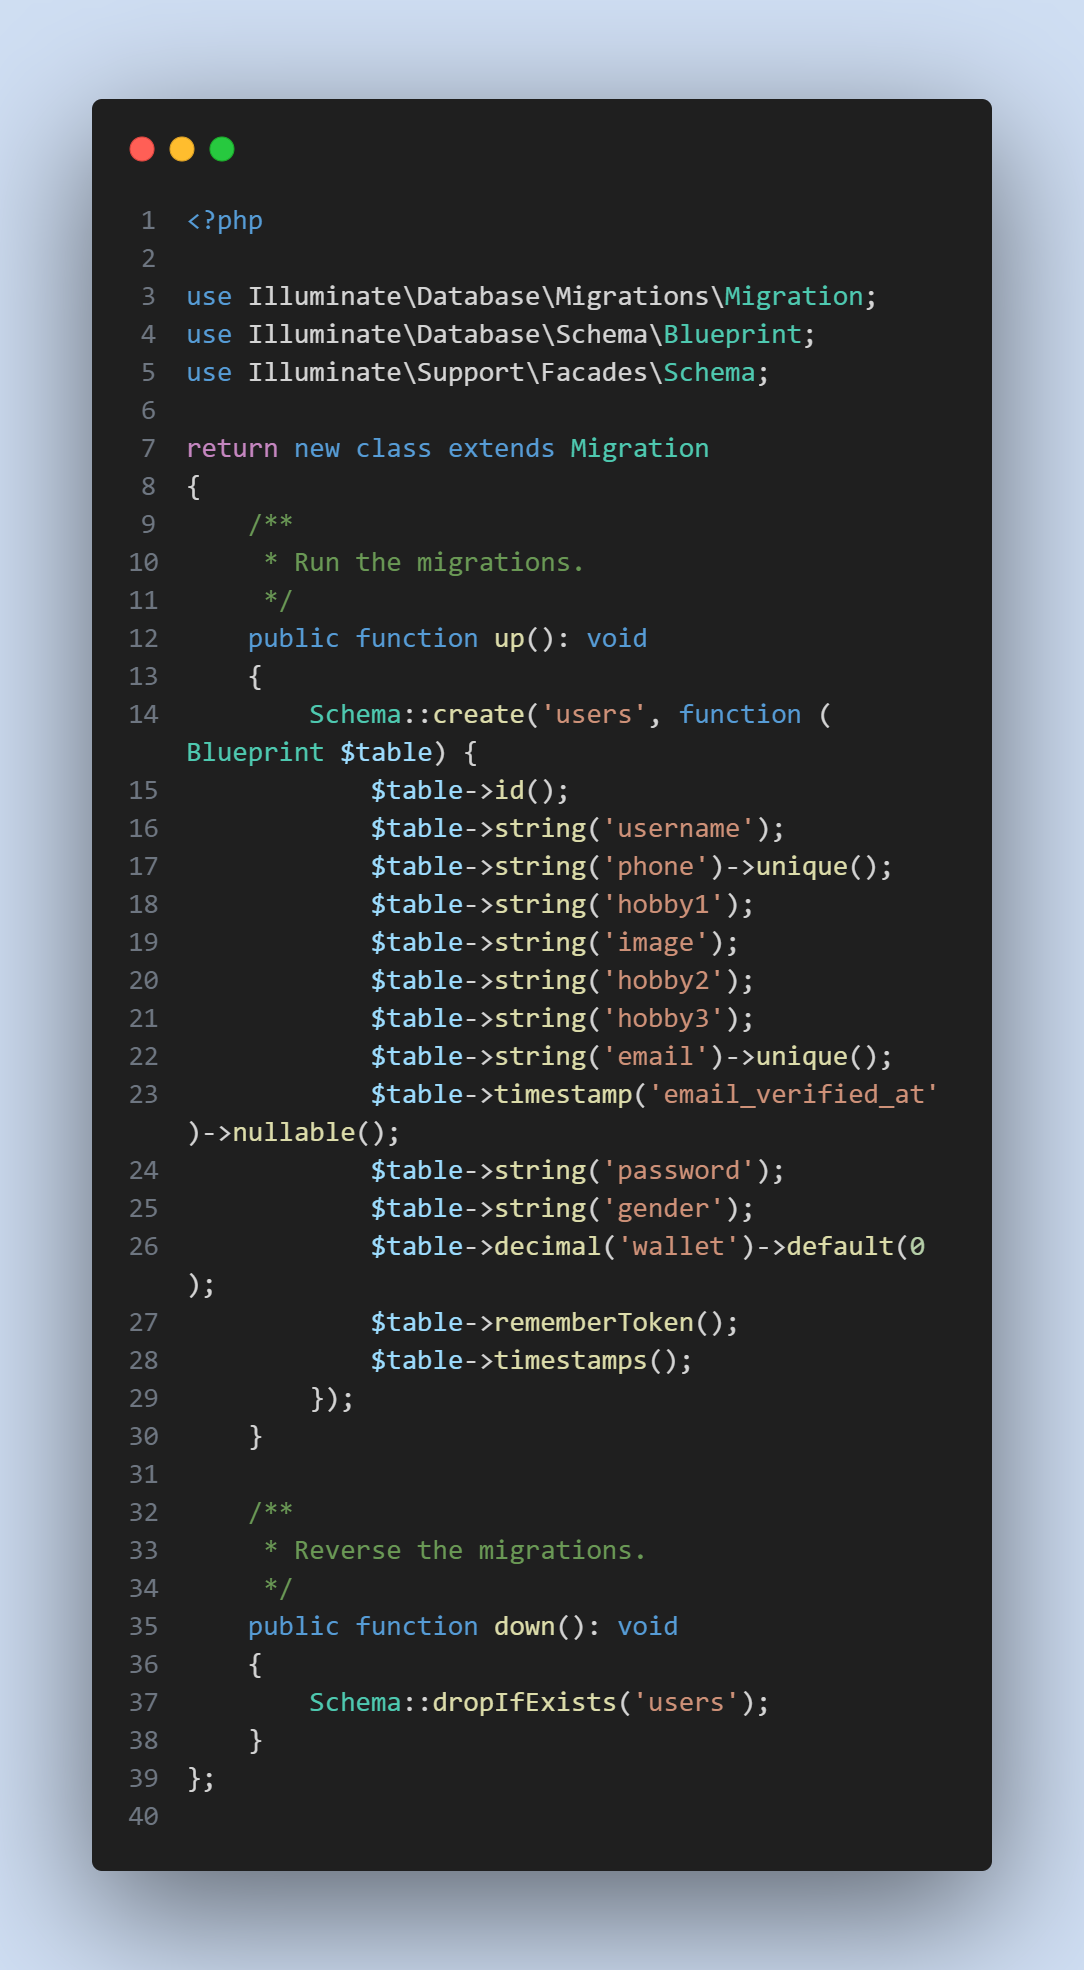 1 <?php
2
3 use Illuminate\Database\Migrations\Migration;
4 use Illuminate\Database\Schema\Blueprint;
5 use Illuminate\Support\Facades\Schema;
6
7 return new class extends Migration
8 {
9     /**
10      * Run the migrations.
11      */
12     public function up(): void
13     {
14         Schema::create('users', function (
Blueprint $table) {
15             $table->id();
16             $table->string('username');
17             $table->string('phone')->unique();
18             $table->string('hobby1');
19             $table->string('image');
20             $table->string('hobby2');
21             $table->string('hobby3');
22             $table->string('email')->unique();
23             $table->timestamp('email_verified_at'
)->nullable();
24             $table->string('password');
25             $table->string('gender');
26             $table->decimal('wallet')->default(0
);
27             $table->rememberToken();
28             $table->timestamps();
29         });
30     }
31
32     /**
33      * Reverse the migrations.
34      */
35     public function down(): void
36     {
37         Schema::dropIfExists('users');
38     }
39 };
40